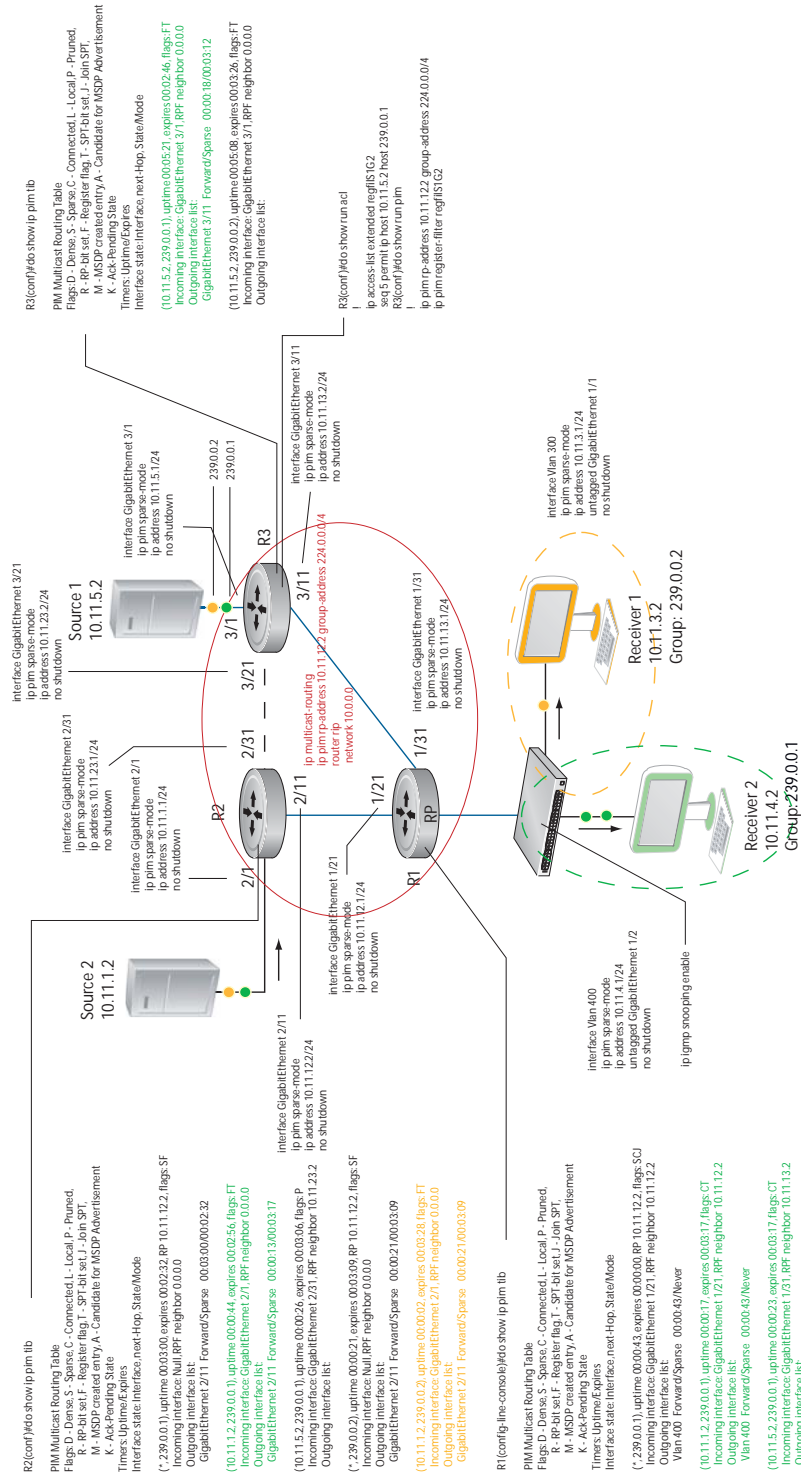 R2(conf)#do show ip pim tib
PIM Multicast Routing Table
Flags: D - Dense, S - Sparse, C - Connected, L - Local, P - Pruned,
R - RP-bit set, F - Register flag, T - SPT-bit set, J - Join SPT,
M - MSDP created entry, A - Candidate for MSDP Advertisement
K - Ack-Pending State
Timers: Uptime/Expires
Interface state: Interface, next-Hop, State/Mode
(*, 239.0.0.1), uptime 00:03:00, expires 00:02:32, RP 10.11.12.2, flags: SF
Incoming interface: Null, RPF neighbor 0.0.0.0
Outgoing interface list:
GigabitEthernet 2/11 Forward/Sparse 00:03:00/00:02:32
(10.11.1.2, 239.0.0.1), uptime 00:00:44, expires 00:02:56, flags: FT
Incoming interface: GigabitEthernet 2/1, RPF neighbor 0.0.0.0
Outgoing interface list:
GigabitEthernet 2/11 Forward/Sparse 00:00:13/00:03:17
(10.11.5.2, 239.0.0.1), uptime 00:00:26, expires 00:03:06, flags: P
Incoming interface: GigabitEthernet 2/31, RPF neighbor 10.11.23.2
Outgoing interface list:
(*, 239.0.0.2), uptime 00:00:21, expires 00:03:09, RP 10.11.12.2, flags: SF
Incoming interface: Null, RPF neighbor 0.0.0.0
Outgoing interface list:
GigabitEthernet 2/11 Forward/Sparse 00:00:21/00:03:09
(10.11.1.2, 239.0.0.2), uptime 00:00:02, expires 00:03:28, flags: FT
Incoming interface: GigabitEthernet 2/1, RPF neighbor 0.0.0.0
Outgoing interface list:
GigabitEthernet 2/11 Forward/Sparse 00:00:21/00:03:09
R1(config-line-console)#do show ip pim tib
PIM Multicast Routing Table
Flags: D - Dense, S - Sparse, C - Connected, L - Local, P - Pruned,
R - RP-bit set, F - Register flag, T - SPT-bit set, J - Join SPT,
M - MSDP created entry, A - Candidate for MSDP Advertisement
K - Ack-Pending State
Timers: Uptime/Expires
Interface state: Interface, next-Hop, State/Mode
(*, 239.0.0.1), uptime 00:00:43, expires 00:00:00, RP 10.11.12.2, flags: SCJ
Incoming interface: GigabitEthernet 1/21, RPF neighbor 10.11.12.2
Outgoing interface list:
Vlan 400 Forward/Sparse 00:00:43/Never
(10.11.1.2, 239.0.0.1), uptime 00:00:17, expires 00:03:17, flags: CT
Incoming interface: GigabitEthernet 1/21, RPF neighbor 10.11.12.2
Outgoing interface list:
Vlan 400 Forward/Sparse 00:00:43/Never
(10.11.5.2, 239.0.0.1), uptime 00:00:23, expires 00:03:17, flags: CT
Incoming interface: GigabitEthernet 1/31, RPF neighbor 10.11.13.2
Outgoing interface list:
Source 2
10.11.1.2
interface GigabitEthernet 2/11
ip pim sparse-mode
ip address 10.11.12.2/24
no shutdown
interface GigabitEthernet 2/31
ip pim sparse-mode
ip address 10.11.23.1/24
no shutdown
interface GigabitEthernet 2/1
ip pim sparse-mode
ip address 10.11.1.1/24
no shutdown
interface GigabitEthernet 1/21
ip pim sparse-mode
ip address 10.11.12.1/24
no shutdown
2/1
R2
2/31
2/11
1/21
R1
RP
1/31
ip multicast-routing
ip pim rp-address 10.11.12.2 group-address 224.0.0.0/4
router rip
network 10.0.0.0
interface GigabitEthernet 3/21
ip pim sparse-mode
ip address 10.11.23.2/24
no shutdown
Source 1
10.11.5.2
3/21
3/1
R3
3/11
interface GigabitEthernet 3/1
ip pim sparse-mode
ip address 10.11.5.1/24
no shutdown
239.0.0.2
239.0.0.1
interface GigabitEthernet 3/11
ip pim sparse-mode
ip address 10.11.13.2/24
no shutdown
interface GigabitEthernet 1/31
ip pim sparse-mode
ip address 10.11.13.1/24
no shutdown
interface Vlan 400
ip pim sparse-mode
ip address 10.11.4.1/24
untagged GigabitEthernet 1/2
no shutdown
ip igmp snooping enable
Receiver 2
10.11.4.2
Group: 239.0.0.1
Receiver 1
10.11.3.2
Group: 239.0.0.2
interface Vlan 300
ip pim sparse-mode
ip address 10.11.3.1/24
untagged GigabitEthernet 1/1
no shutdown
R3(conf)#do show ip pim tib
PIM Multicast Routing Table
Flags: D - Dense, S - Sparse, C - Connected, L - Local, P - Pruned,
R - RP-bit set, F - Register flag, T - SPT-bit set, J - Join SPT,
M - MSDP created entry, A - Candidate for MSDP Advertisement
K - Ack-Pending State
Timers: Uptime/Expires
Interface state: Interface, next-Hop, State/Mode
(10.11.5.2, 239.0.0.1), uptime 00:05:21, expires 00:02:46, flags: FT
Incoming interface: GigabitEthernet 3/1, RPF neighbor 0.0.0.0
Outgoing interface list:
GigabitEthernet 3/11 Forward/Sparse 00:00:18/00:03:12
(10.11.5.2, 239.0.0.2), uptime 00:05:08, expires 00:03:26, flags: FT
Incoming interface: GigabitEthernet 3/1, RPF neighbor 0.0.0.0
Outgoing interface list:
R3(conf)#do show run acl
!
ip access-list extended regfilS1G2
seq 5 permit ip host 10.11.5.2 host 239.0.0.1
R3(conf)#do show run pim
!
ip pim rp-address 10.11.12.2 group-address 224.0.0.0/4
ip pim register-filter regfilS1G2